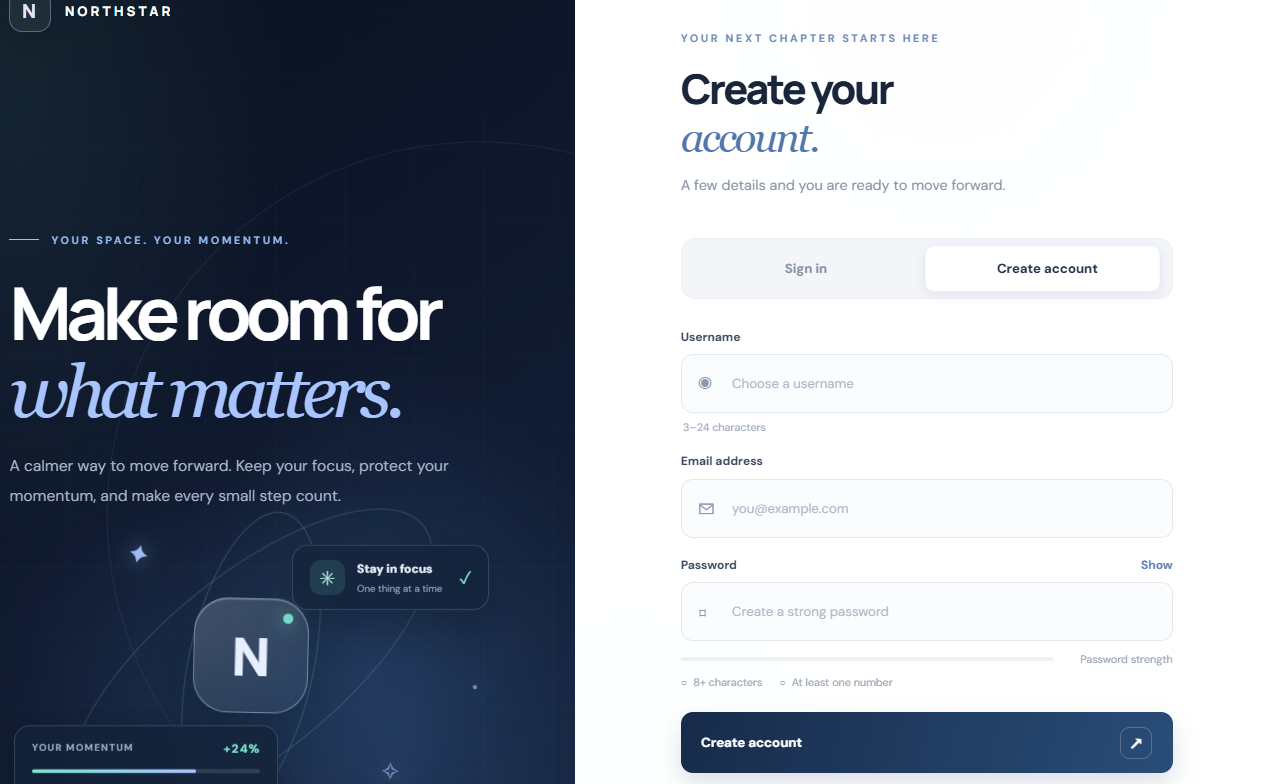 N NORTHSTAR
YOUR SPACE. YOUR MOMENTUM.
Make room for
what matters.
A calmer way to move forward. Keep your focus, protect your
momentum, and make every small step count.
Stay in focus
One thing at a time
N
YOUR MOMENTUM +24%
YOUR NEXT CHAPTER STARTS HERE
Create your
account.
A few details and you are ready to move forward.
Sign in Create account
Username
Choose a username
3–24 characters
Email address
you@example.com
Password Show
Create a strong password
Password strength
8+ characters At least one number
Create account